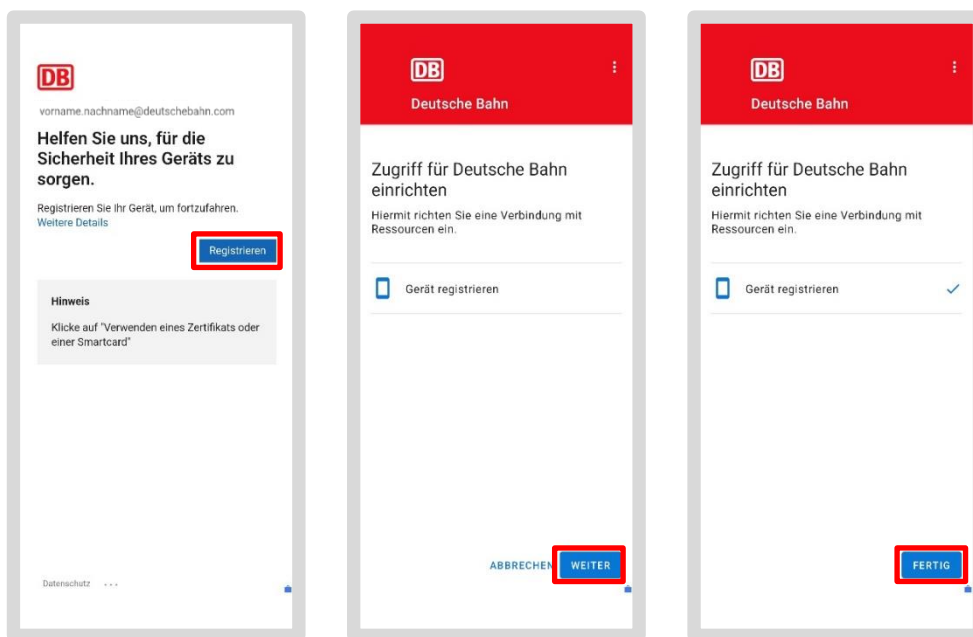 DB
vorname.nachname@deutschebahn.com
Helfen Sie uns, für die
Sicherheit Ihres Geräts zu
sorgen.
Registrieren Sie Ihr Gerät, um fortzufahren.
Weitere Details
Registrieren
Hinweis
Klicke auf "Verwenden eines Zertifikats oder
einer Smartcard"
Datenschutz ...
DB
Deutsche Bahn
Zugriff für Deutsche Bahn
einrichten
Hiermit richten Sie eine Verbindung mit
Ressourcen ein.
Gerät registrieren
ABBRECHEN WEITER
DB
Deutsche Bahn
Zugriff für Deutsche Bahn
einrichten
Hiermit richten Sie eine Verbindung mit
Ressourcen ein.
Gerät registrieren
FERTIG